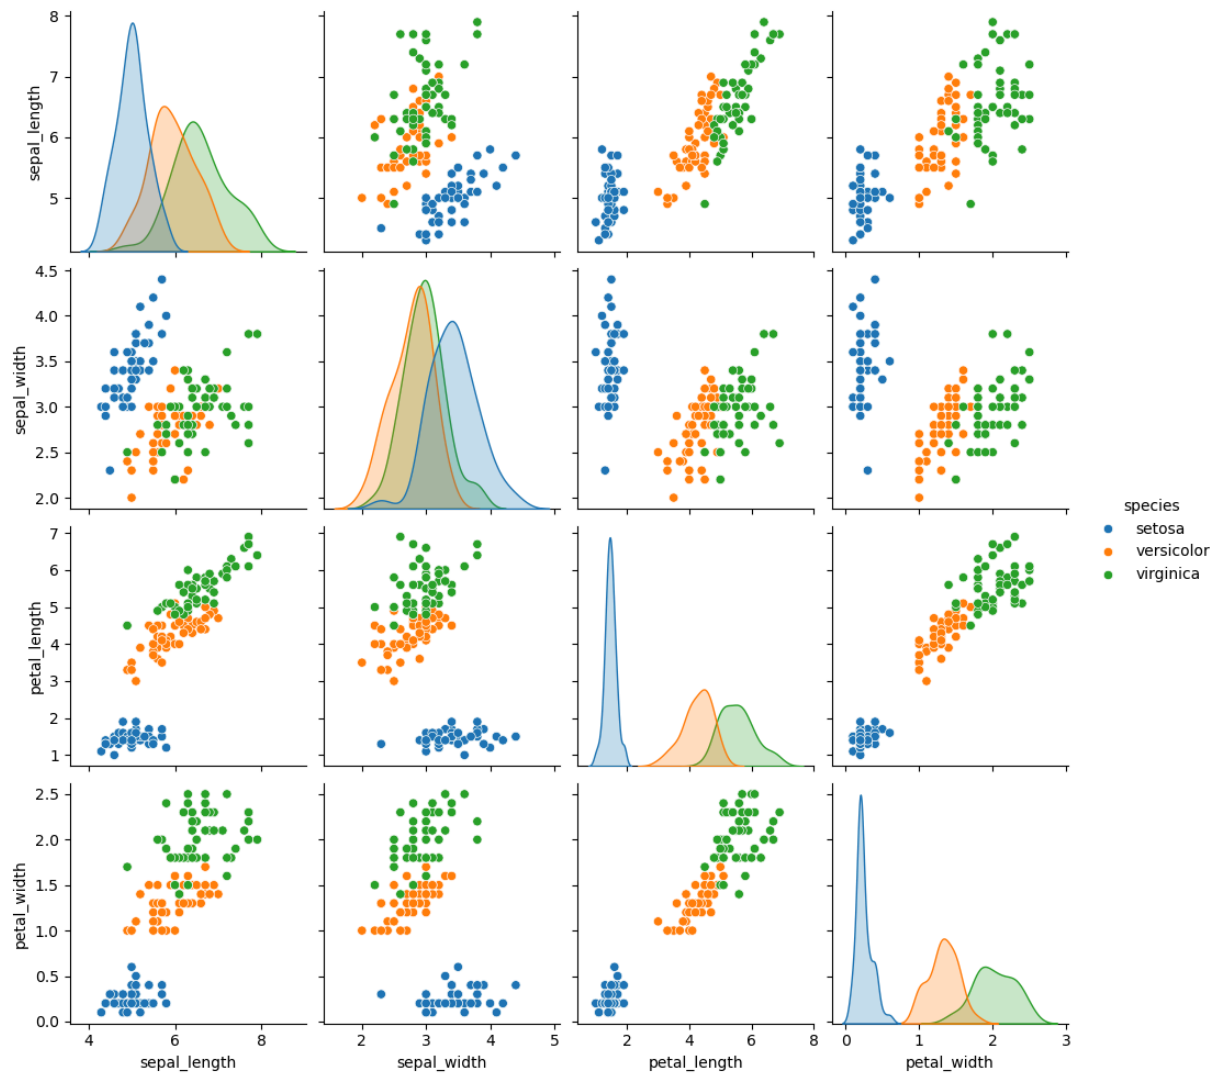 8
7
6
5
sepal_length
4.5
4.0
3.5
3.0
2.5
2.0
sepal_width
species
setosa
versicolor
virginica
7
6
5
4
3
2
1
petal_length
2.5
2.0
1.5
1.0
0.5
0.0
petal_width
4 6 8
2 3 4 5
2 4 6 8
0 1 2 3
sepal_length
sepal_width
petal_length
petal_width